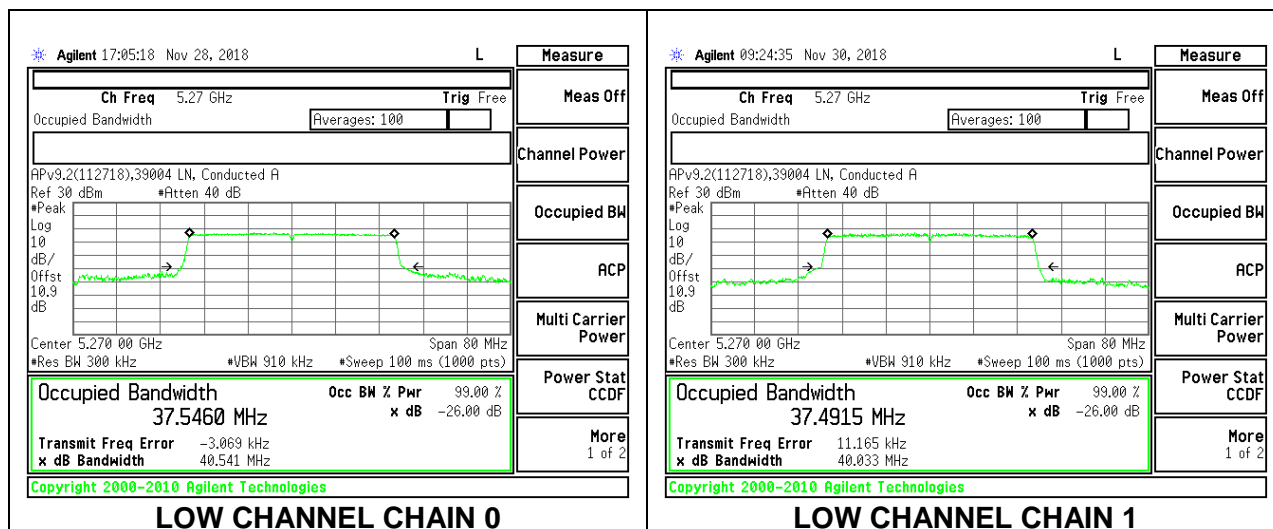 Agilent 17:05:18 Nov 28, 2018 L
Measure
Ch Freq 5.27 GHz Trig Free
Meas Off
Occupied Bandwidth Averages: 100
Channel Power
APv9.2(112718),39004 LN, Conducted A
Ref 30 dBm #Atten 40 dB
#Peak
Occupied BW
Log
10
dB/
ACP
Offst
10.9
dB
Multi Carrier
Power
Center 5.270 00 GHz Span 80 MHz
#Res BW 300 kHz #VBW 910 kHz #Sweep 100 ms (1000 pts)
Power Stat
CCDF
Occupied Bandwidth Occ BW % Pwr 99.00 %
37.5460 MHz x dB -26.00 dB
More
1 of 2
Transmit Freq Error -3.069 kHz
x dB Bandwidth 40.541 MHz
Copyright 2000-2010 Agilent Technologies
LOW CHANNEL CHAIN 0
Agilent 09:24:35 Nov 30, 2018 L
Measure
Ch Freq 5.27 GHz Trig Free
Meas Off
Occupied Bandwidth Averages: 100
Channel Power
APv9.2(112718),39004 LN, Conducted A
Ref 30 dBm #Atten 40 dB
#Peak
Occupied BW
Log
10
dB/
ACP
Offst
10.9
dB
Multi Carrier
Power
Center 5.270 00 GHz Span 80 MHz
#Res BW 300 kHz #VBW 910 kHz #Sweep 100 ms (1000 pts)
Power Stat
CCDF
Occupied Bandwidth Occ BW % Pwr 99.00 %
37.4915 MHz x dB -26.00 dB
More
1 of 2
Transmit Freq Error 11.165 kHz
x dB Bandwidth 40.033 MHz
Copyright 2000-2010 Agilent Technologies
LOW CHANNEL CHAIN 1